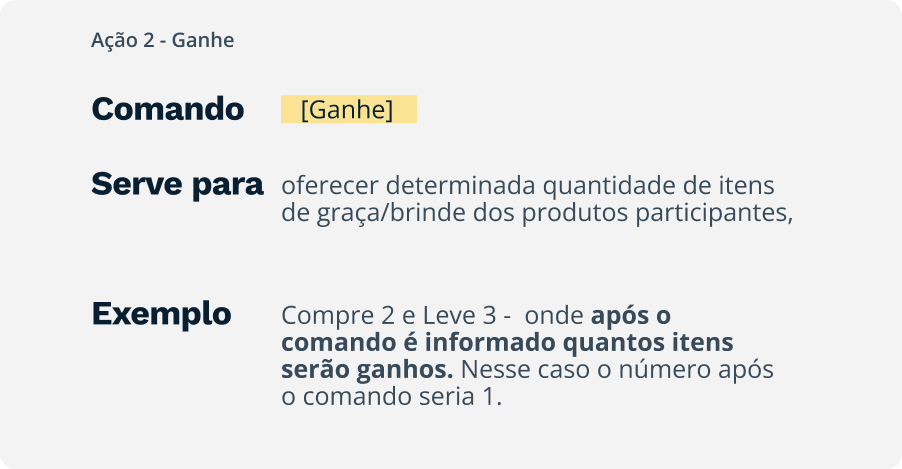 Ação 2 - Ganhe
Comando [Ganhe]
Serve para oferecer determinada quantidade de itens
de graça/brinde dos produtos participantes,
Exemplo Compre 2 e Leve 3 -  onde após o
comando é informado quantos itens
serão ganhos. Nesse caso o número após
o comando seria 1.